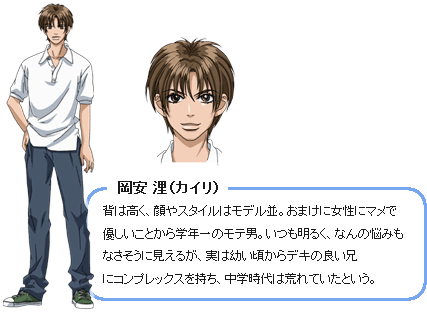 岡安 浬(カイリ)
背は高く、顔やスタイルはモデル並。おまけに女性にマメで
優しいことから学年一のモテ男。いつも明るく、なんの悩みも
なさそうに見えるが、実は幼い頃からデキの良い兄
にコンプレックスを持ち、中学時代は荒れていたという。